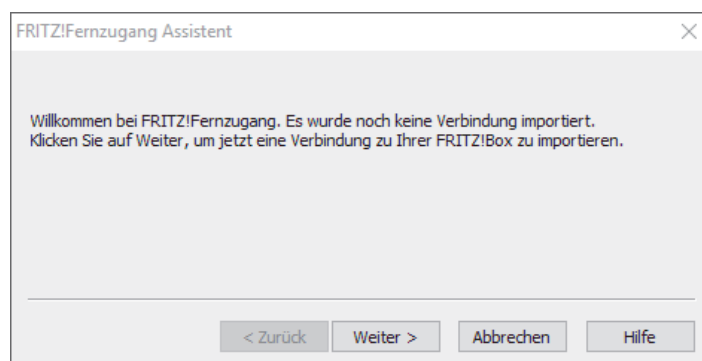 FRITZ!Fernzugang Assistent
Willkommen bei FRITZ!Fernzugang. Es wurde noch keine Verbindung importiert.
Klicken Sie auf Weiter, um jetzt eine Verbindung zu Ihrer FRITZ!Box zu importieren.
< Zurück Weiter > Abbrechen Hilfe